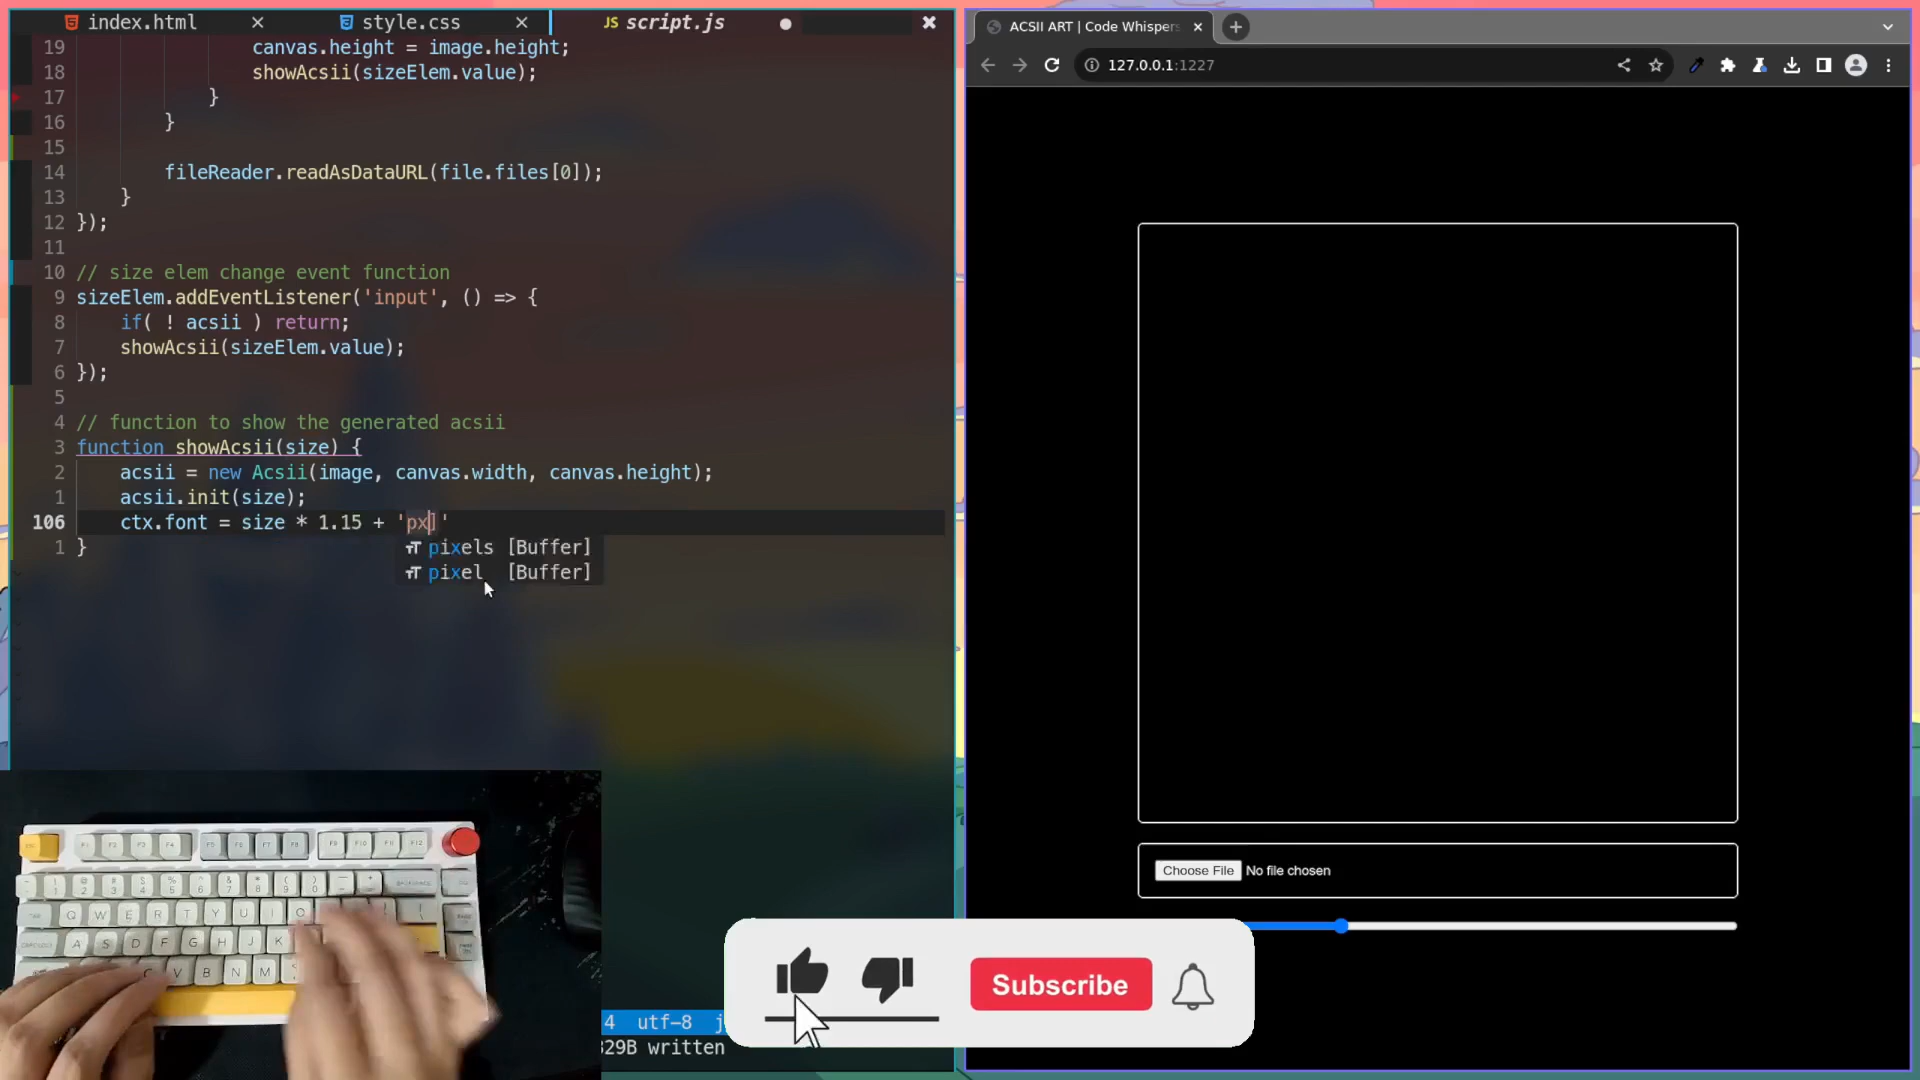 index.html
style.css
JS script.js
19 canvas.height = image.height;
18 showAcsii(sizeElem.value);
17 }
16 }
15
14 fileReader.readAsDataURL(file.files[0]);
13 }
12 });
11
10 // size elem change event function
9 sizeElem.addEventListener('input', () => {
8 if( ! acsii ) return;
7 showAcsii(sizeElem.value);
6 });
5
4 // function to show the generated acsii
3 function showAcsii(size) {
2 acsii = new Acsii(image, canvas.width, canvas.height);
1 acsii.init(size);
106 ctx.font = size * 1.15 + 'px'
1 }
pixels [Buffer]
pixel [Buffer]
4 utf-8
329B written
ACSII ART | Code Whispers
127.0.0.1:1227
Choose File No file chosen
Subscribe